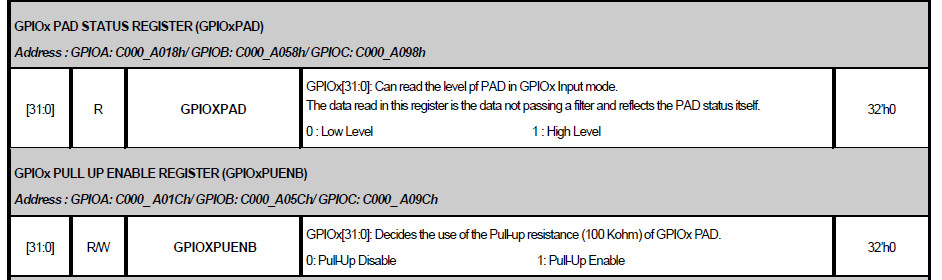 GPIOx PAD STATUS REGISTER (GPIOxPAD)
Address : GPIOA: C000_A018h/ GPIOB: C000_A058h/ GPIOC: C000_A098h
[31:0] R GPIOXPAD GPIOx[31:0]: Can read the level pf PAD in GPIOx Input mode.
The data read in this register is the data not passing a filter and reflects the PAD status itself.
0 : Low Level 1 : High Level 32'h0
GPIOx PULL UP ENABLE REGISTER (GPIOxPUENB)
Address : GPIOA: C000_A01Ch/ GPIOB: C000_A05Ch/ GPIOC: C000_A09Ch
[31:0] R/W GPIOXPUENB GPIOx[31:0]: Decides the use of the Pull-up resistance (100 Kohm) of GPIOx PAD.
0: Pull-Up Disable 1: Pull-Up Enable 32'h0